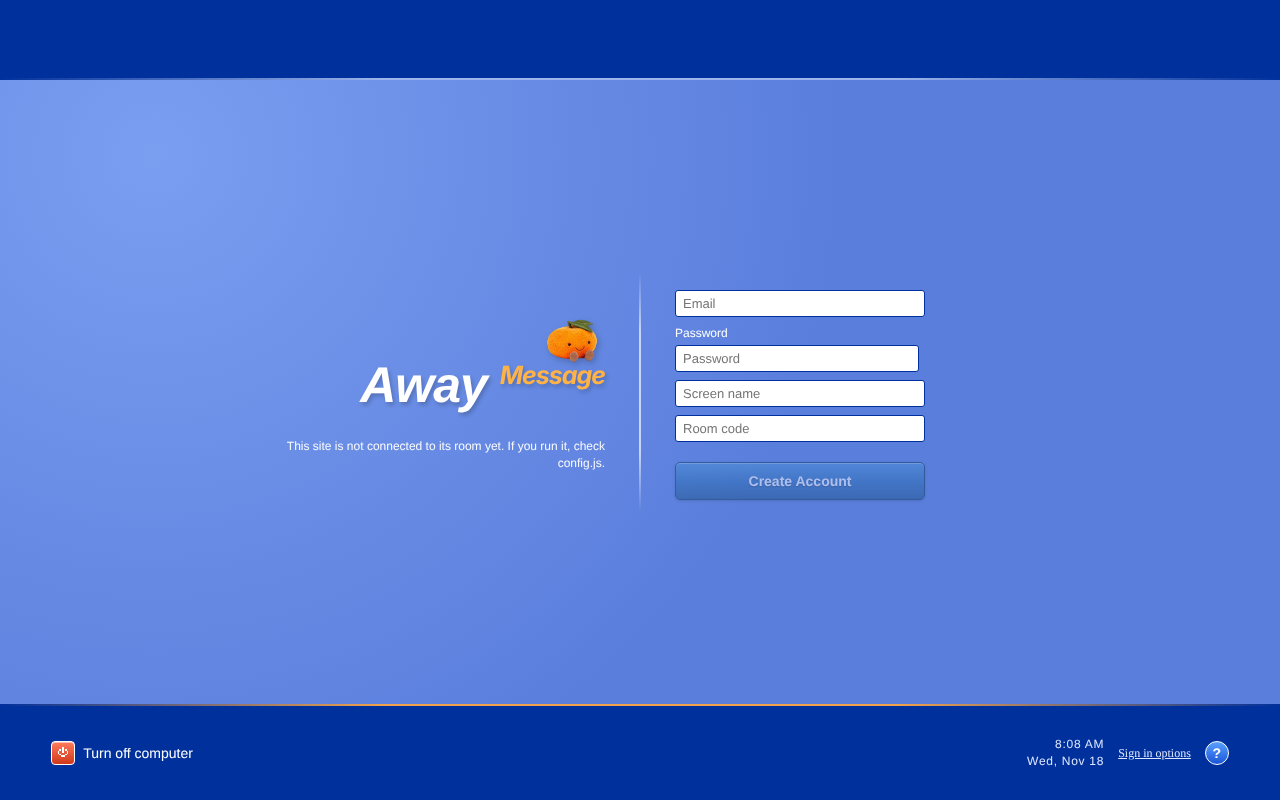 Away Message
This site is not connected to its room yet. If you run it, check
config.js.
Email
Password
Password
Screen name
Room code
Create Account
Turn off computer
8:08 AM
Wed, Nov 18
Sign in options
?